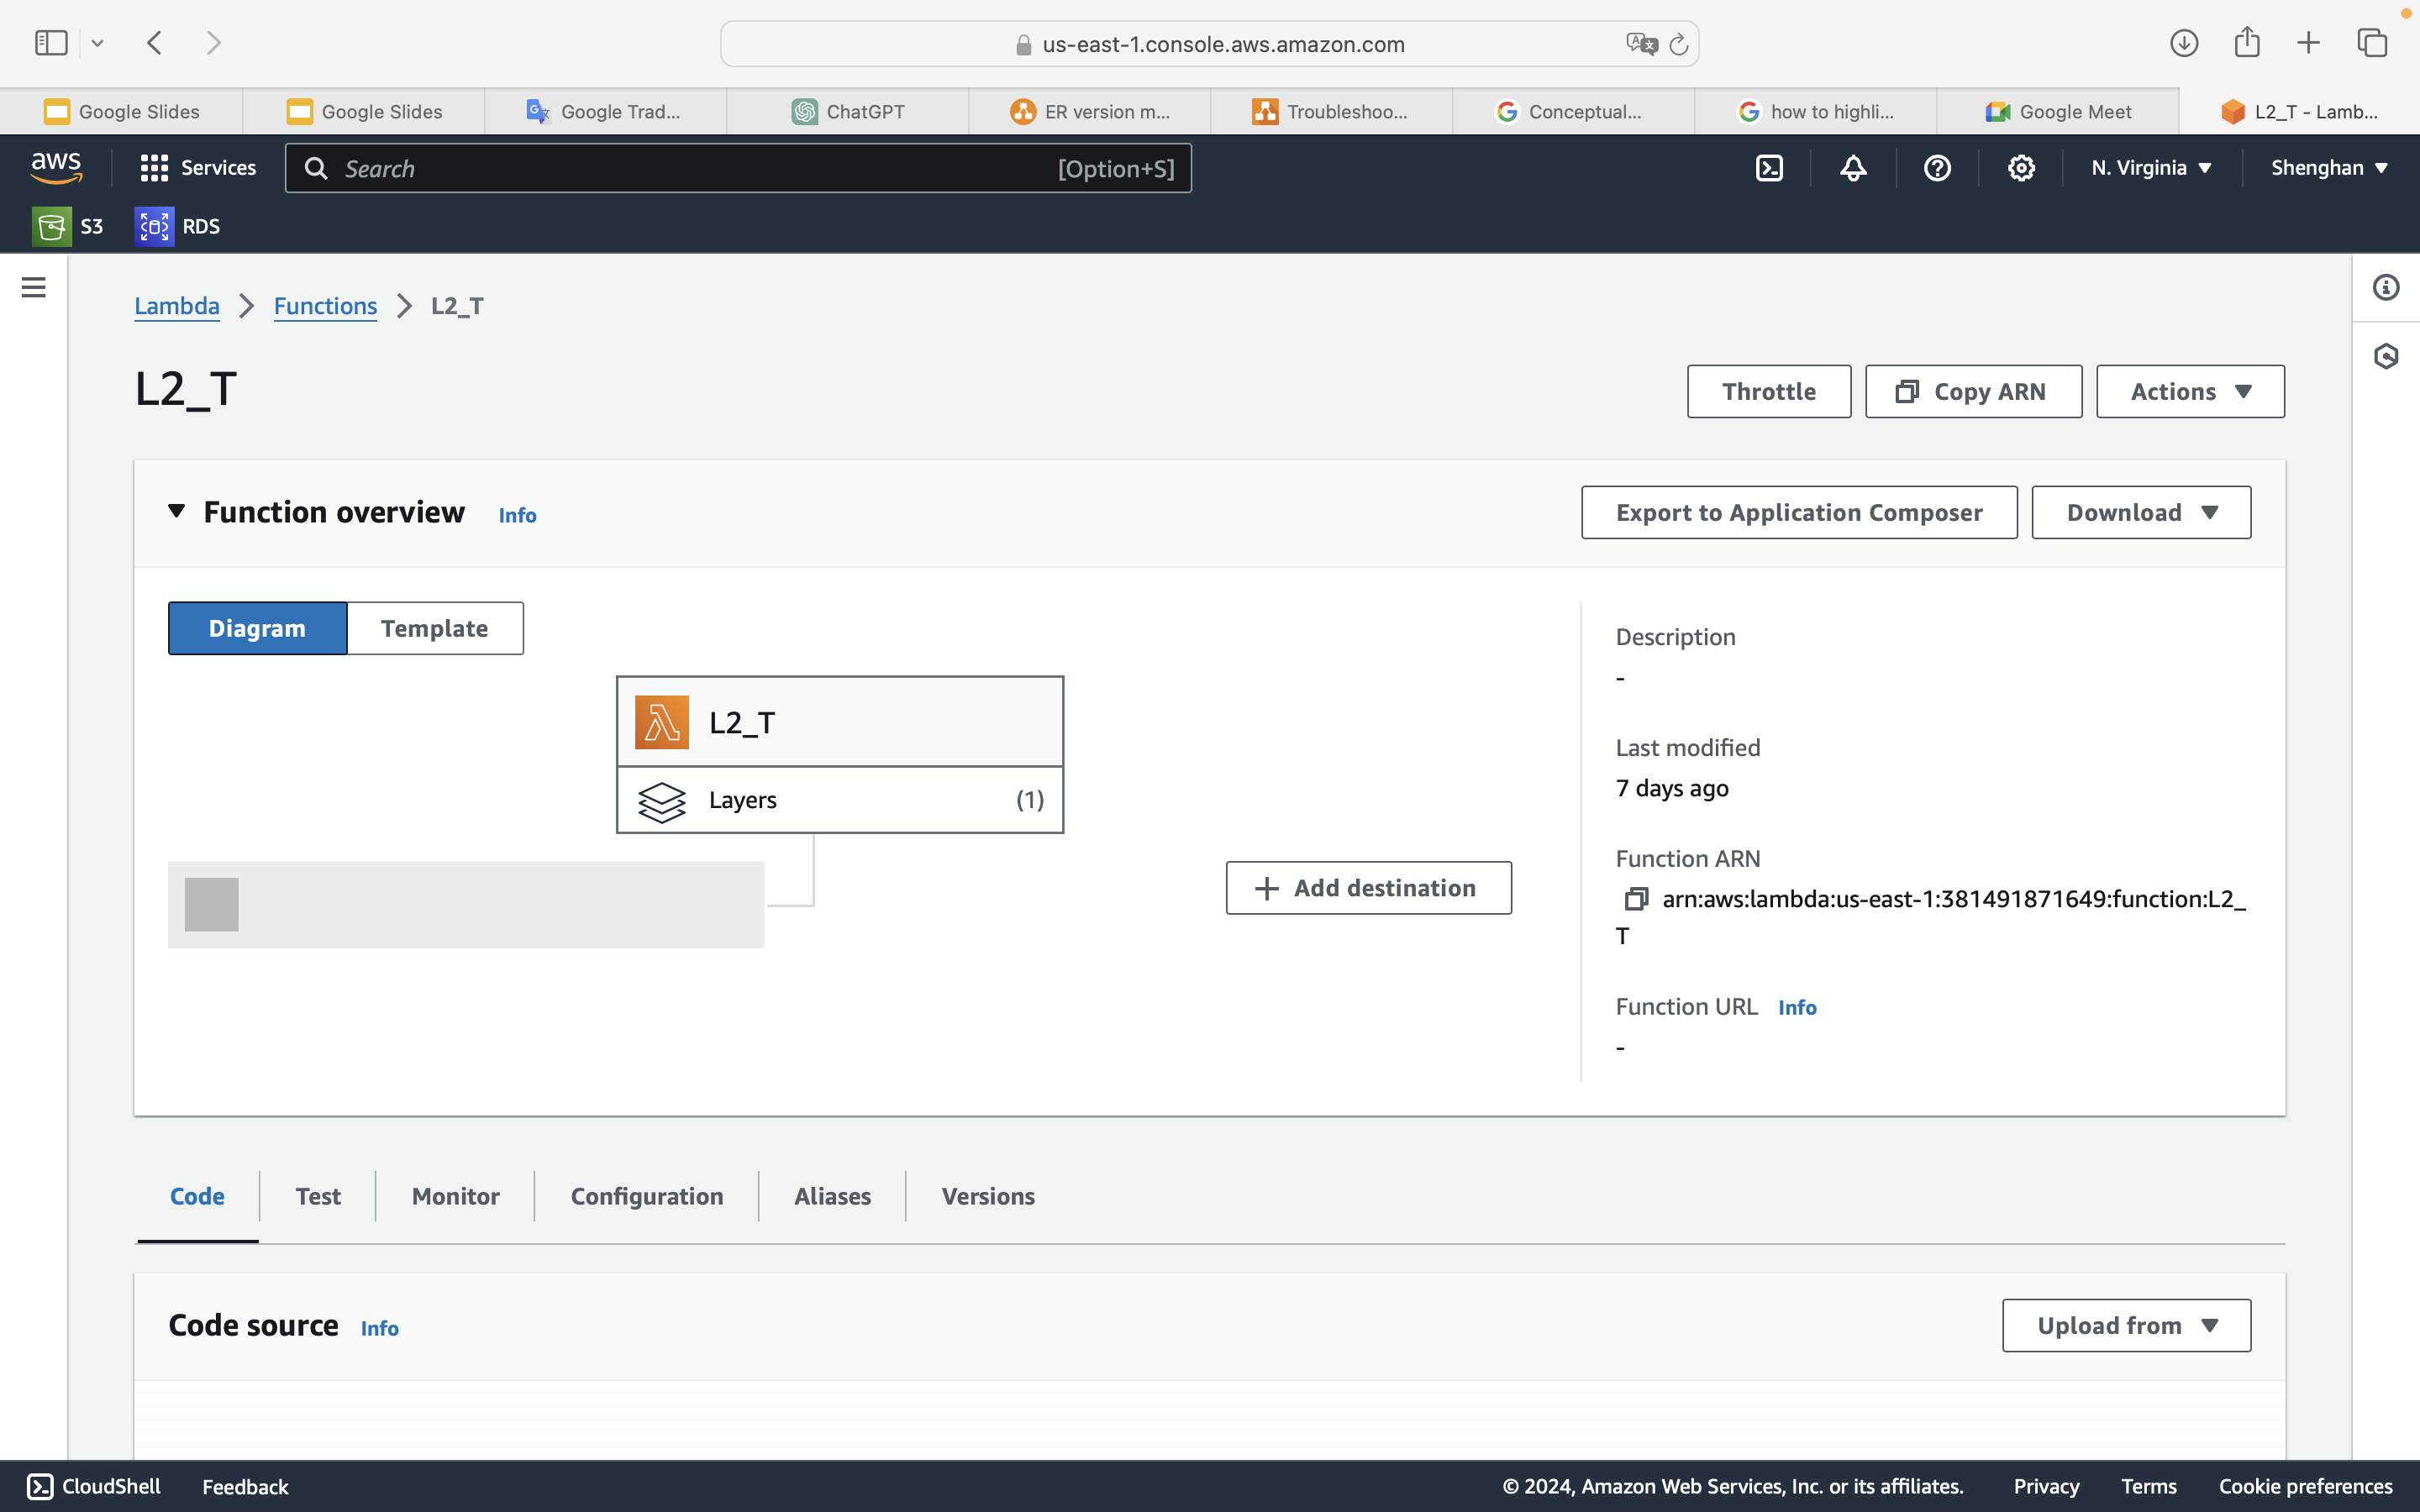 us-east-1.console.aws.amazon.com
Google Slides
Google Slides
Google Trad...
ChatGPT
ER version m...
Troubleshoo...
Conceptual...
how to highli...
Google Meet
L2_T - Lamb...
aws
Services
Search
[Option+S]
N. Virginia
Shenghan
S3
RDS
Lambda
Functions
L2_T
L2_T
Throttle
Copy ARN
Actions
Function overview
Info
Export to Application Composer
Download
Diagram
Template
L2_T
Layers
(1)
Add destination
Description
-
Last modified
7 days ago
Function ARN
arn:aws:lambda:us-east-1:381491871649:function:L2_
T
Function URL
Info
-
Code
Test
Monitor
Configuration
Aliases
Versions
Code source
Info
Upload from
CloudShell
Feedback
© 2024, Amazon Web Services, Inc. or its affiliates.
Privacy
Terms
Cookie preferences